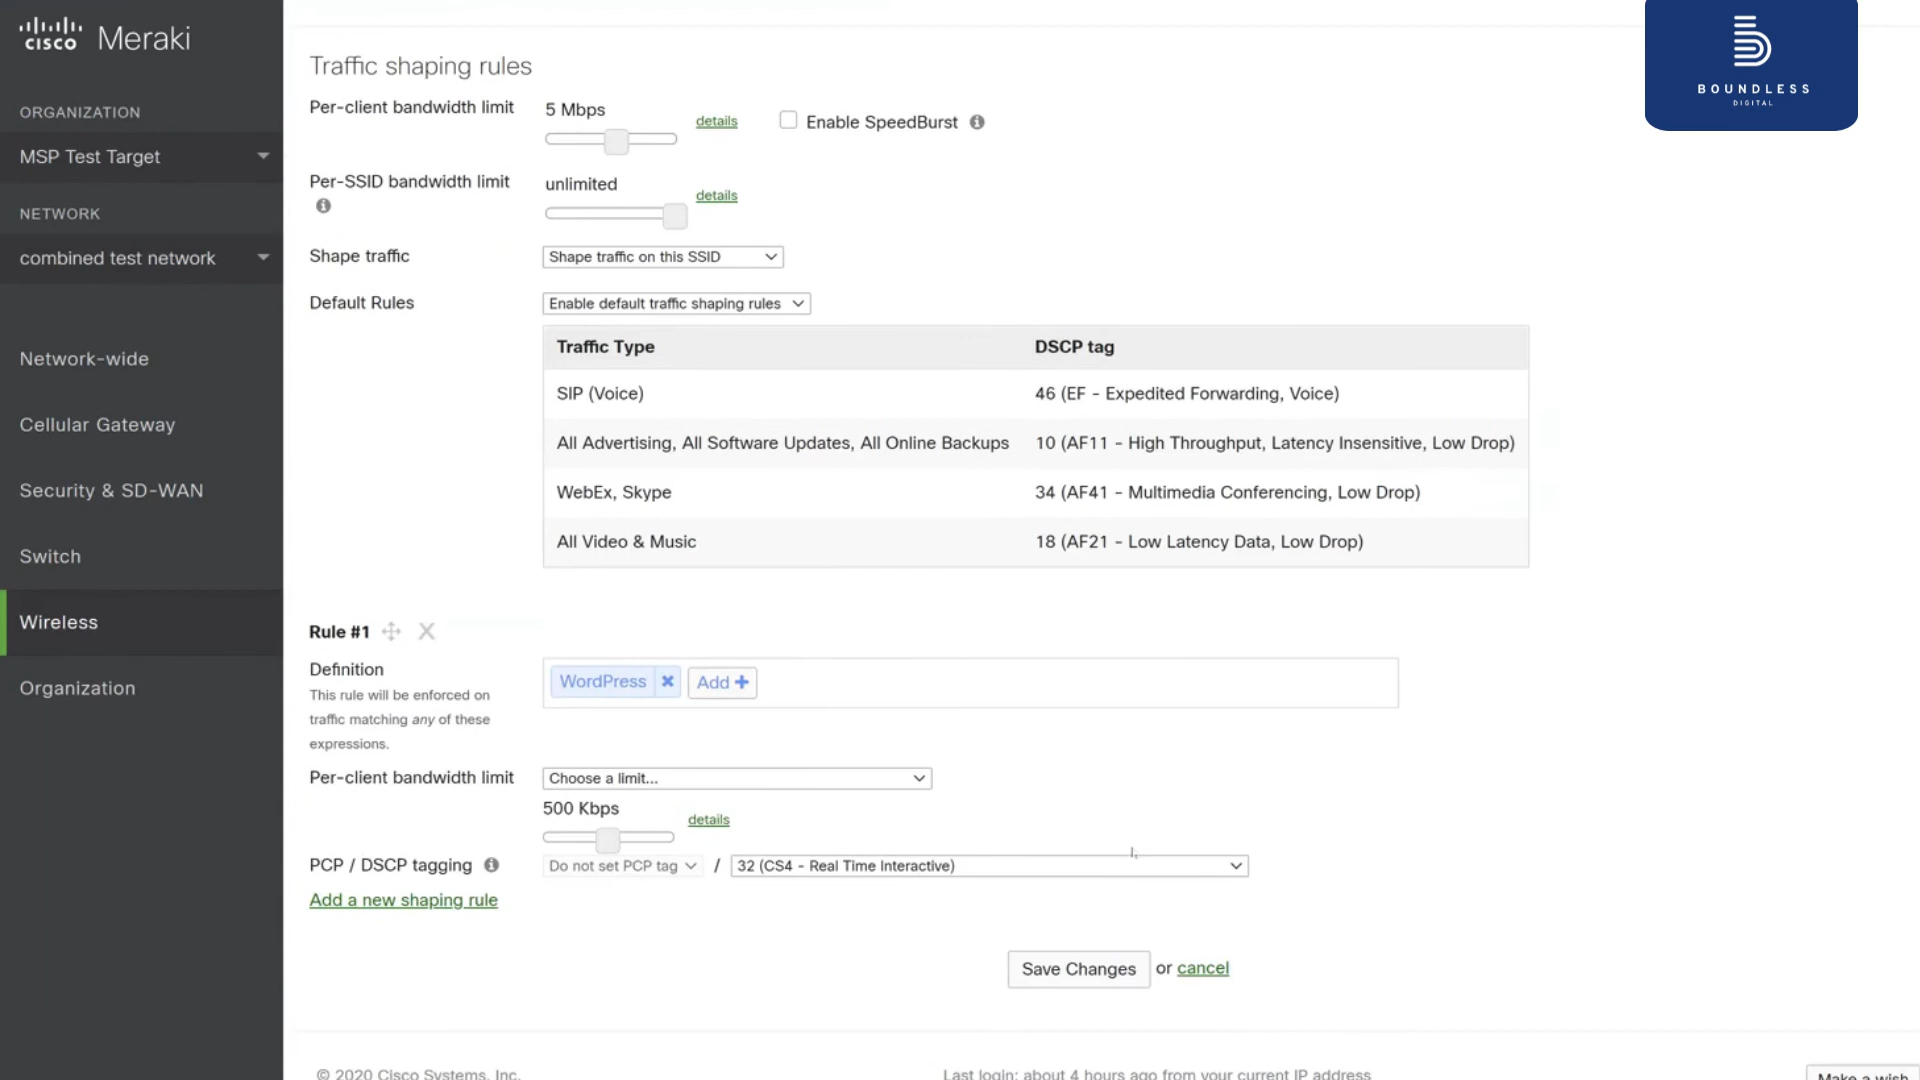 cisco Meraki
ORGANIZATION
MSP Test Target
NETWORK
combined test network
Network-wide
Cellular Gateway
Security & SD-WAN
Switch
Wireless
Organization
BOUNDLESS
DIGITAL
Traffic shaping rules
Per-client bandwidth limit
5 Mbps
details
Enable SpeedBurst
Per-SSID bandwidth limit
unlimited
details
Shape traffic
Shape traffic on this SSID
Default Rules
Enable default traffic shaping rules
Traffic Type DSCP tag
SIP (Voice) 46 (EF - Expedited Forwarding, Voice)
All Advertising, All Software Updates, All Online Backups 10 (AF11 - High Throughput, Latency Insensitive, Low Drop)
WebEx, Skype 34 (AF41 - Multimedia Conferencing, Low Drop)
All Video & Music 18 (AF21 - Low Latency Data, Low Drop)
Rule #1
Definition
This rule will be enforced on
traffic matching any of these
expressions.
WordPress
Add
Per-client bandwidth limit
Choose a limit...
500 Kbps
details
PCP / DSCP tagging
Do not set PCP tag / 32 (CS4 - Real Time Interactive)
Add a new shaping rule
Save Changes or cancel
© 2020 Cisco Systems, Inc.
Last login: about 4 hours ago from your current IP address
Make a wish